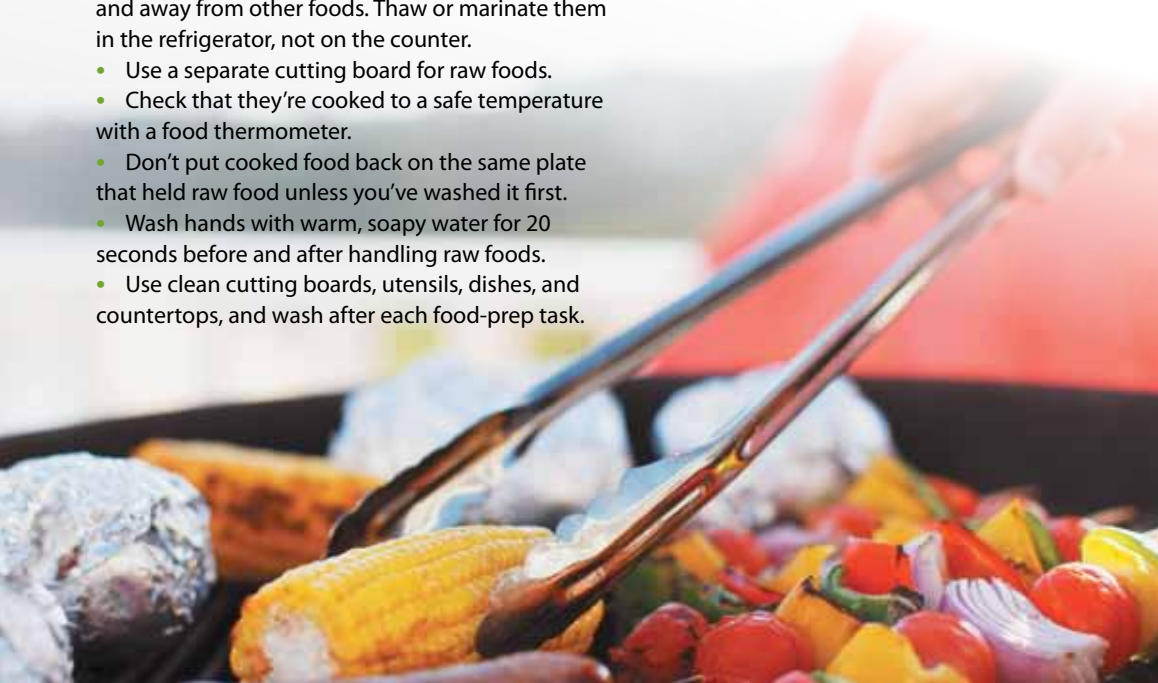 and away from other foods. Thaw or marinate them
in the refrigerator, not on the counter.
• Use a separate cutting board for raw foods.
• Check that they’re cooked to a safe temperature
with a food thermometer.
• Don’t put cooked food back on the same plate
that held raw food unless you’ve washed it first.
• Wash hands with warm, soapy water for 20
seconds before and after handling raw foods.
• Use clean cutting boards, utensils, dishes, and
countertops, and wash after each food-prep task.